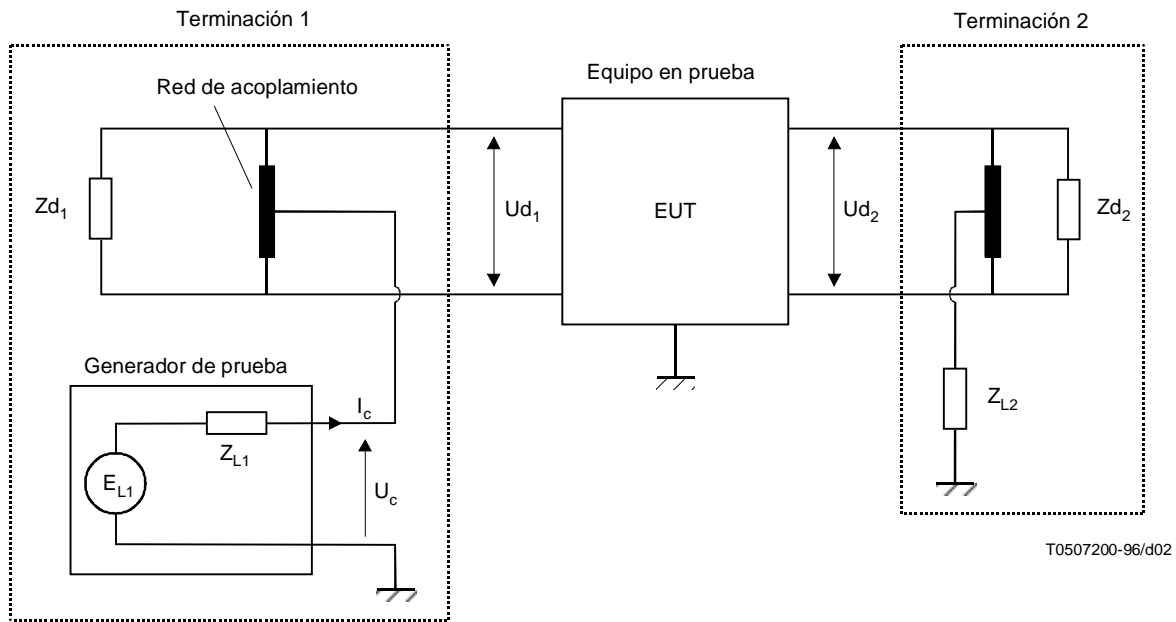 Terminación 1
Terminación 2
Equipo en prueba
Red de acoplamiento
Zd1
Ud1
EUT
Ud2
Zd2
Generador de prueba
Ic
ZL1
ZL2
EL1
Uc
T0507200-96/d02